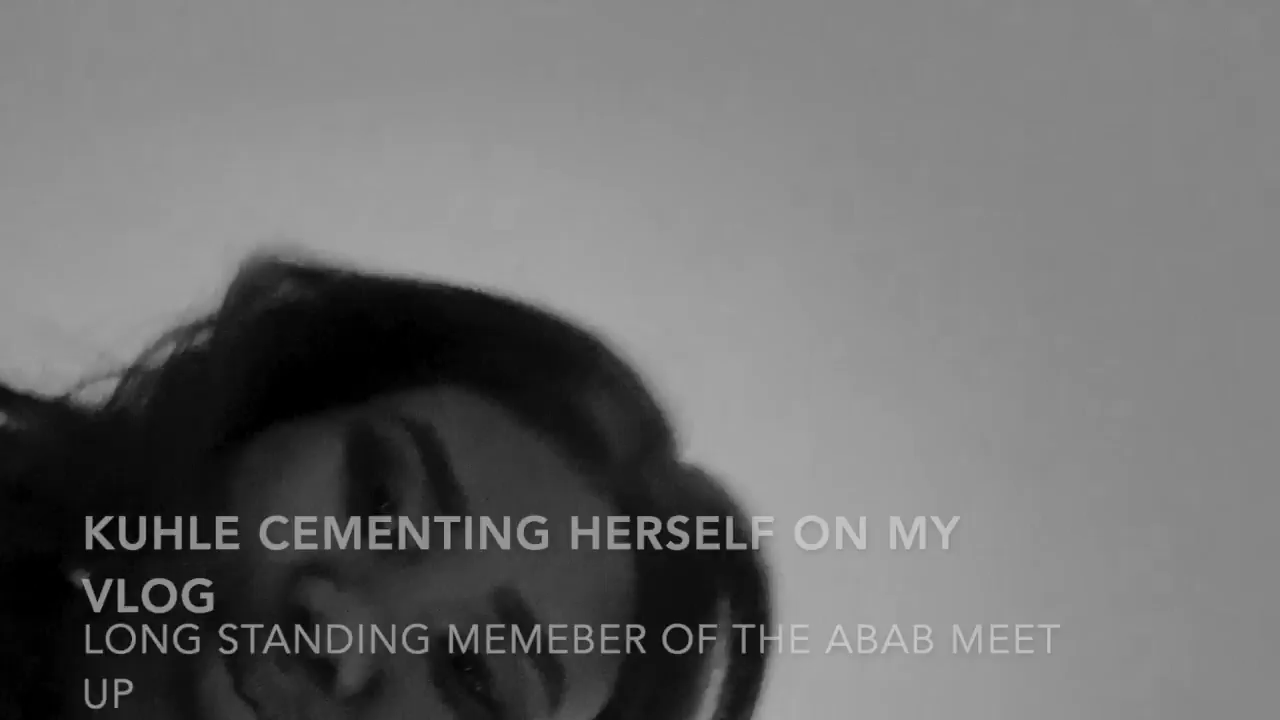 KUHLE CEMENTING HERSELF ON MY
VLOG
LONG STANDING MEMEBER OF THE ABAB MEET
UP